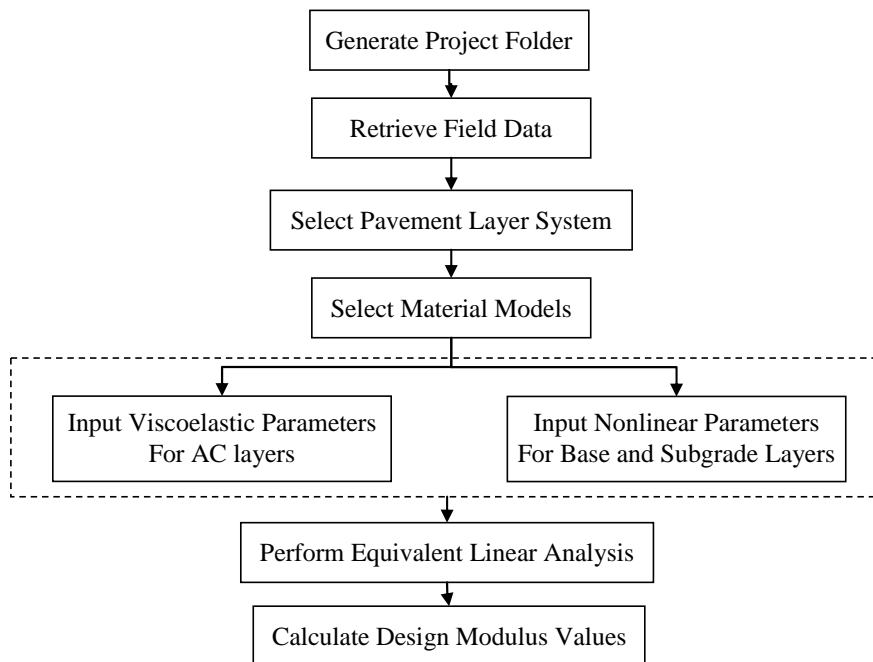 Generate Project Folder
Retrieve Field Data
Select Pavement Layer System
Select Material Models
Input Viscoelastic Parameters
For AC layers
Input Nonlinear Parameters
For Base and Subgrade Layers
Perform Equivalent Linear Analysis
Calculate Design Modulus Values